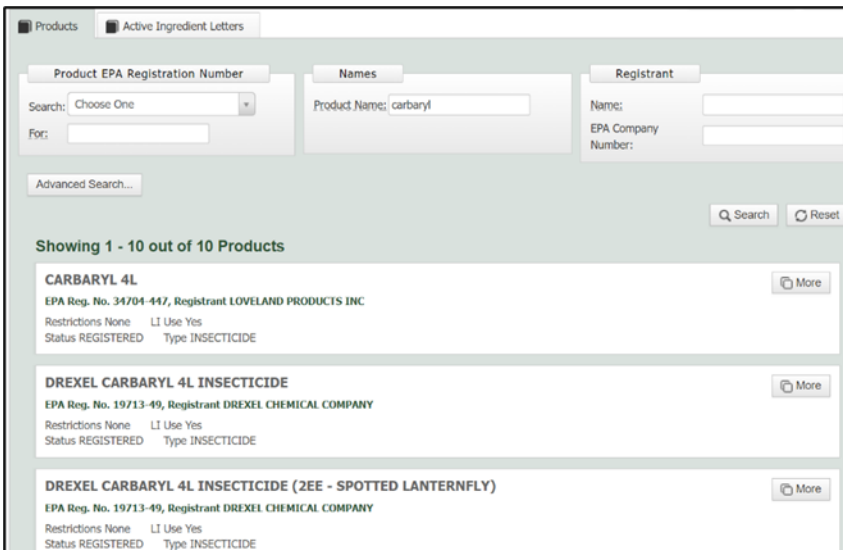 Products
Active Ingredient Letters
Product EPA Registration Number
Search: Choose One
For:
Names
Product Name: carbaryl
Registrant
Name:
EPA Company
Number:
Advanced Search...
Search
Reset
Showing 1 - 10 out of 10 Products
CARBARYL 4L
More
EPA Reg. No. 34704-447, Registrant LOVELAND PRODUCTS INC
Restrictions None LI Use Yes
Status REGISTERED Type INSECTICIDE
DREXEL CARBARYL 4L INSECTICIDE
More
EPA Reg. No. 19713-49, Registrant DREXEL CHEMICAL COMPANY
Restrictions None LI Use Yes
Status REGISTERED Type INSECTICIDE
DREXEL CARBARYL 4L INSECTICIDE (2EE - SPOTTED LANTERNFLY)
More
EPA Reg. No. 19713-49, Registrant DREXEL CHEMICAL COMPANY
Restrictions None LI Use Yes
Status REGISTERED Type INSECTICIDE